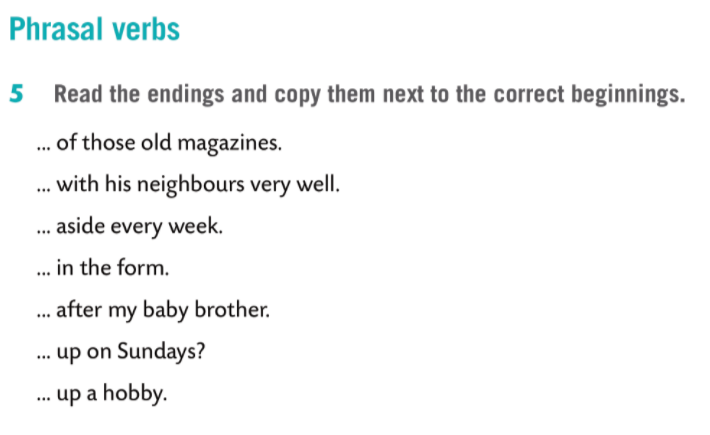 Phrasal verbs
5 Read the endings and copy them next to the correct beginnings.
... of those old magazines.
... with his neighbours very well.
... aside every week.
... in the form.
... after my baby brother.
... up on Sundays?
... up a hobby.